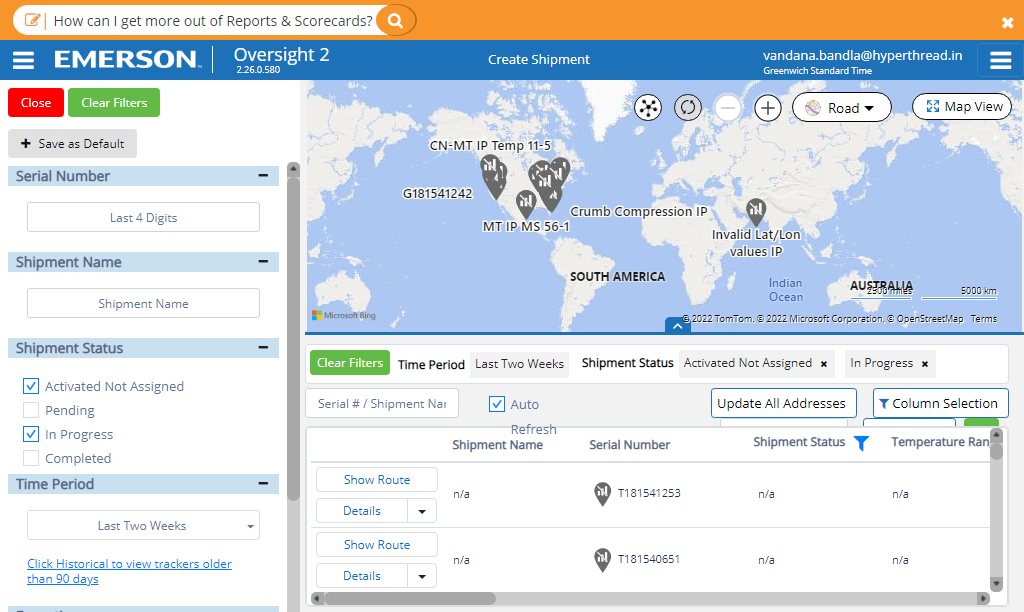 How can I get more out of Reports & Scorecards?
EMERSON
Oversight 2
2.26.0.580
Create Shipment
vandana.bandla@hyperthread.in
Greenwich Standard Time
Close
Clear Filters
Save as Default
Serial Number
Last 4 Digits
Shipment Name
Shipment Name
Shipment Status
Activated Not Assigned
Pending
In Progress
Completed
Time Period
Last Two Weeks
Click Historical to view trackers older
than 90 days
Road
Map View
CN-MT IP Temp 11-5
G181541242
MT IP MS 56-1
Crumb Compression IP
Invalid Lat/Lon
values IP
SOUTH AMERICA
Indian
Ocean
AUSTRALIA
2500 miles
5000 km
Microsoft Bing
© 2022 TomTom, © 2022 Microsoft Corporation, © OpenStreetMap Terms
Clear Filters
Time Period
Last Two Weeks
Shipment Status
Activated Not Assigned ×
In Progress ×
Serial # / Shipment Nar
Auto
Refresh
Update All Addresses
Column Selection
Shipment Name
Serial Number
Shipment Status
Temperature Ran
Show Route
Details
n/a
T181541253
n/a
n/a
Show Route
Details
n/a
T181540651
n/a
n/a